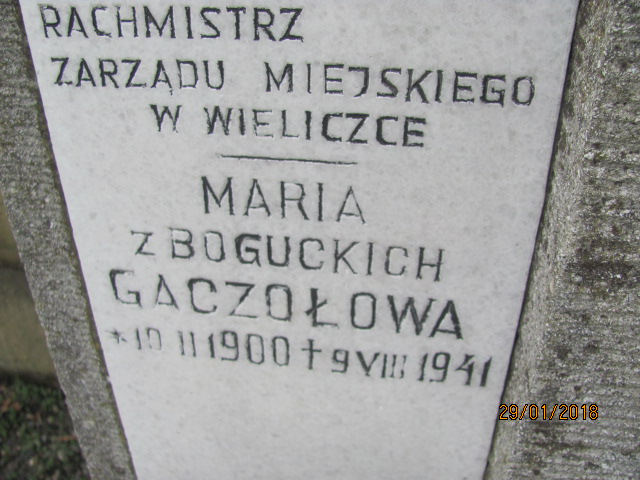 RACHMISTRZ
ZARZĄDU MIEJSKIEGO
W WIELICZCE
MARIA
Z BOGUCKICH
GACZOŁOWA
* 10 II 1900 † 9 VIII 1941
29/01/2018